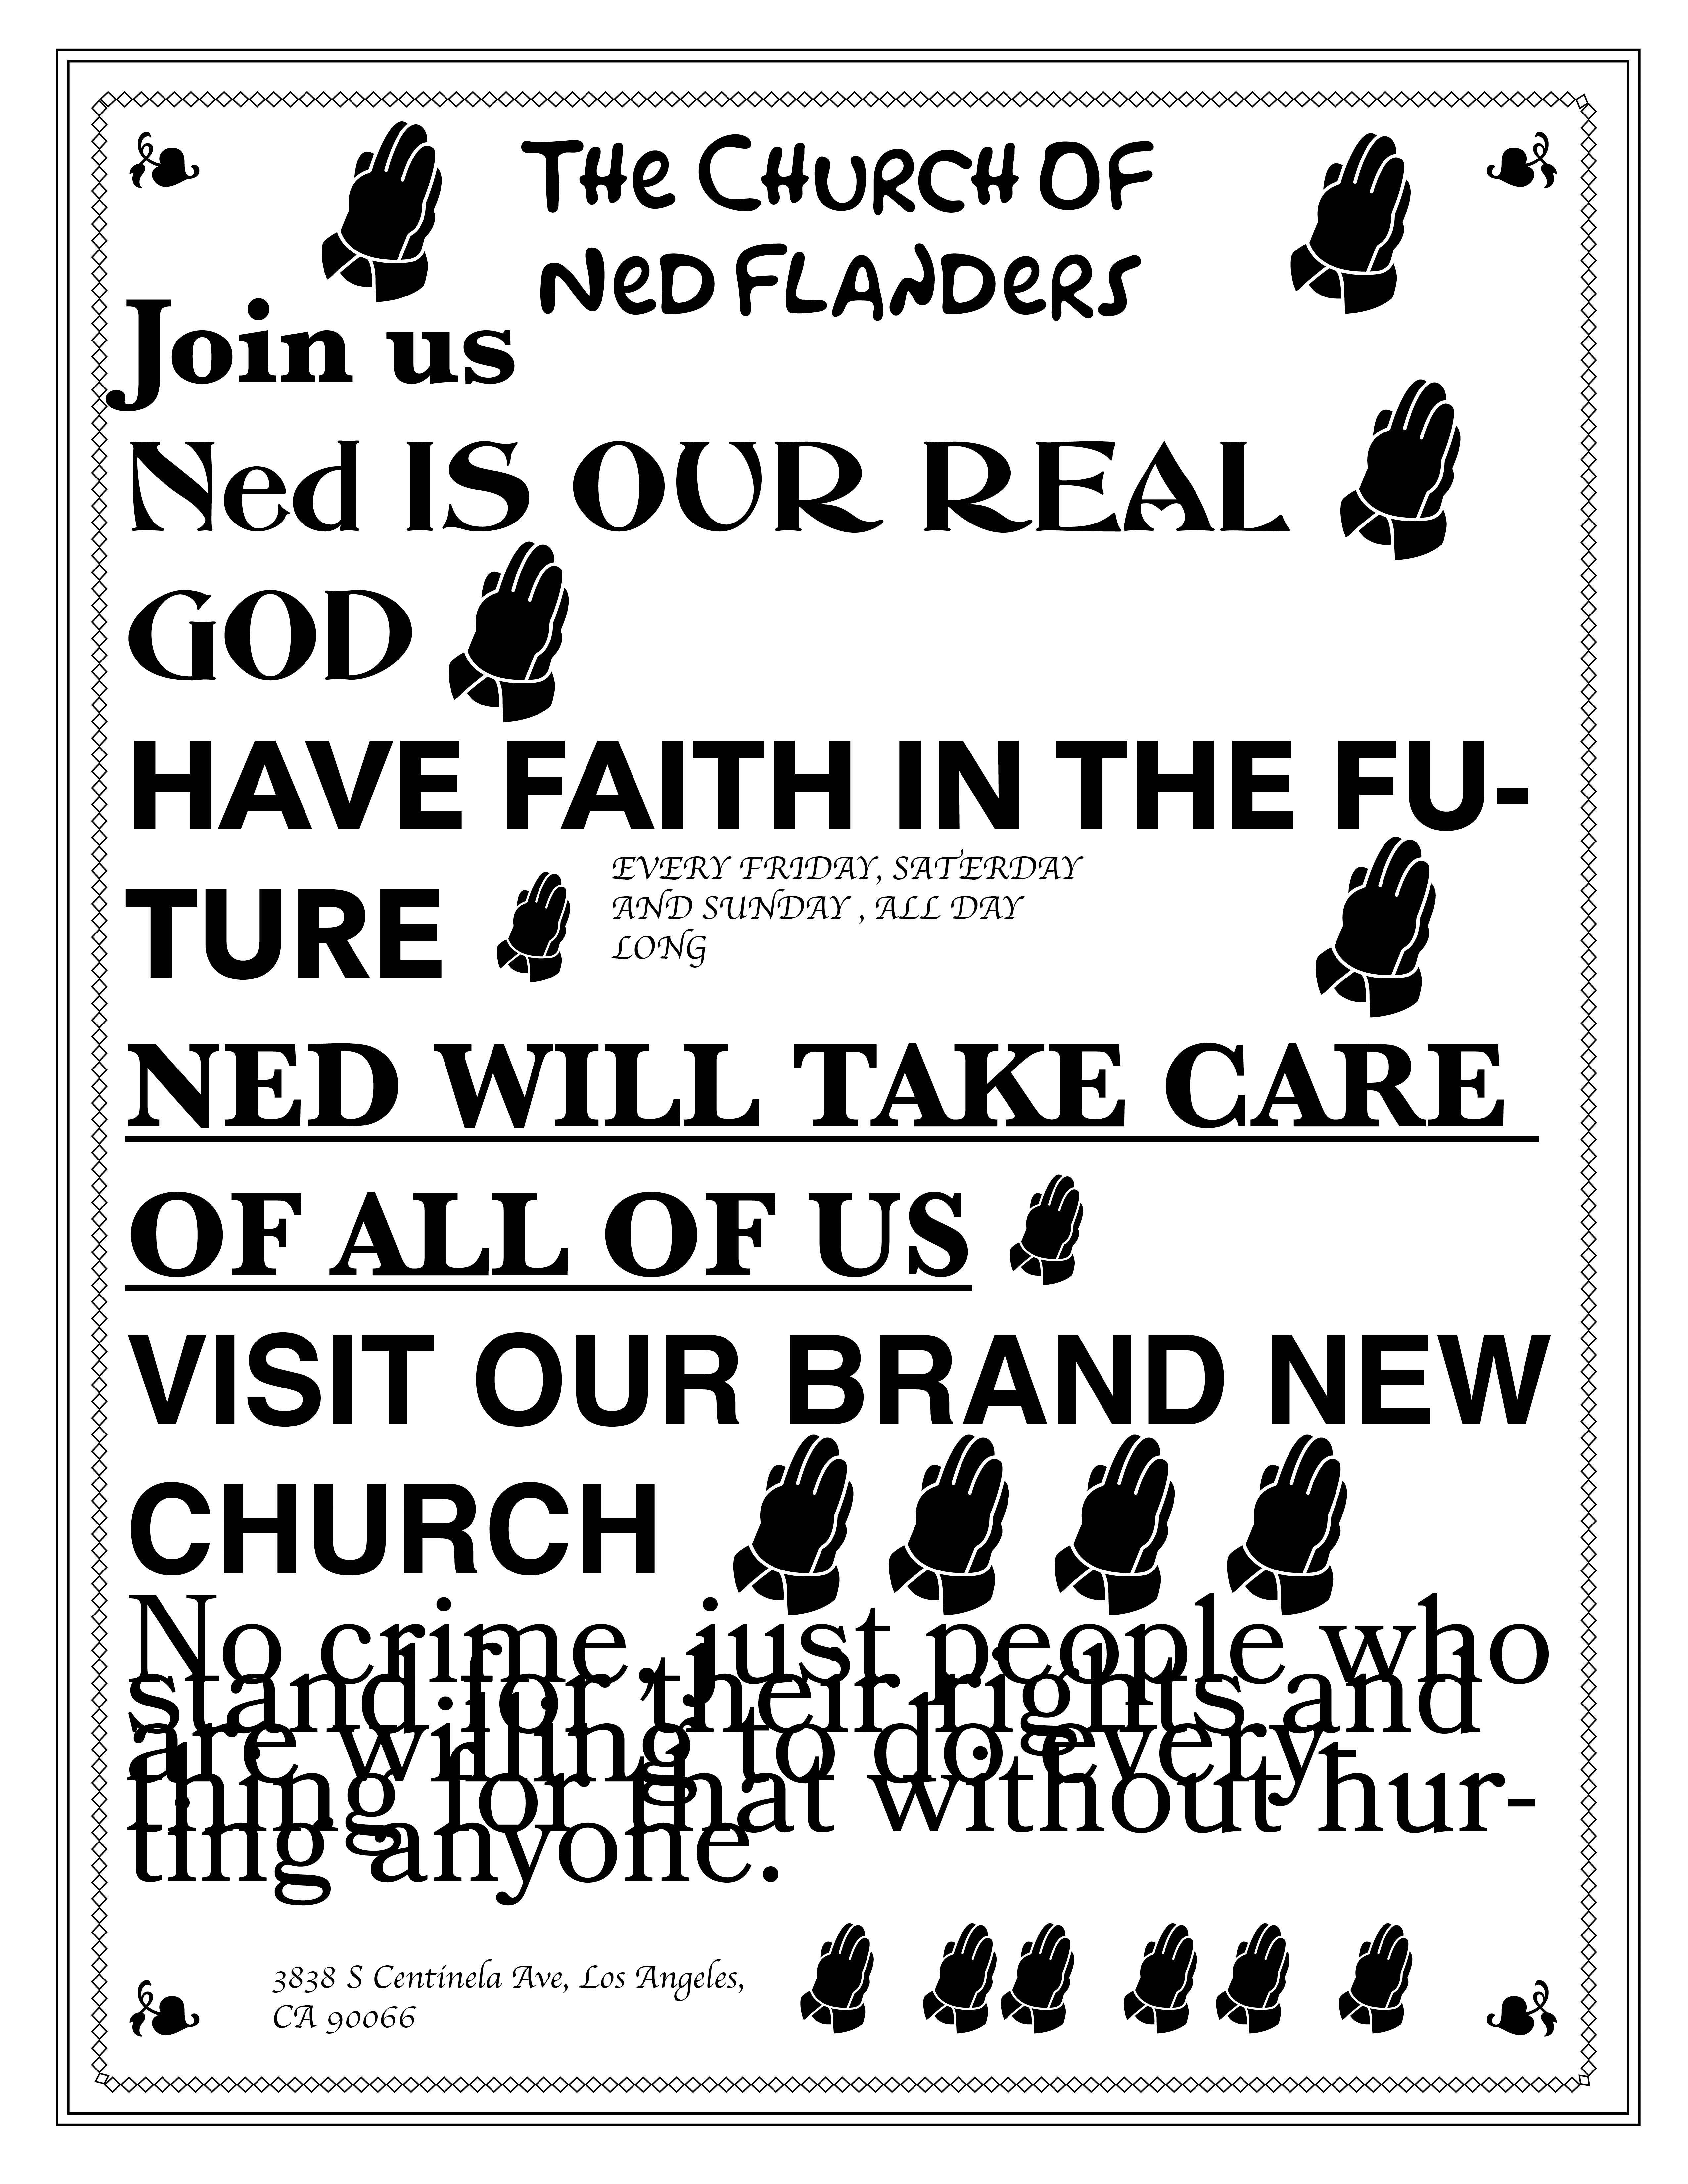 THe CHURCH OF
NeD FLANDeRS
Join us
Ned IS OUR REAL
GOD
HAVE FAITH IN THE FU-
TURE
EVERY FRIDAY, SATERDAY
AND SUNDAY , ALL DAY
LONG
NED WILL TAKE CARE
OF ALL OF US
VISIT OUR BRAND NEW
CHURCH
No crime, just people who
stand for their rights and
are willing to do every-
thing for that without hur-
ting anyone.
3838 S Centinela Ave, Los Angeles,
CA 90066